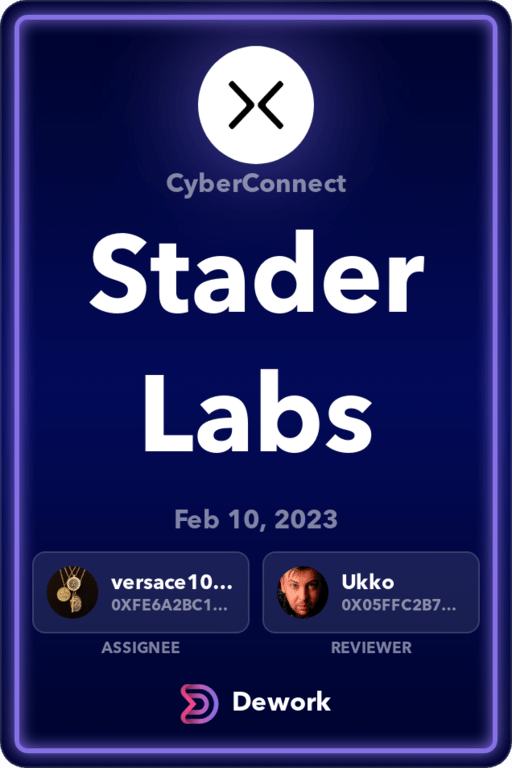 CyberConnect
Stader
Labs
Feb 10, 2023
versace10...
0XFE6A2BC1...
ASSIGNEE
Ukko
0X05FFC2B7...
REVIEWER
Dework